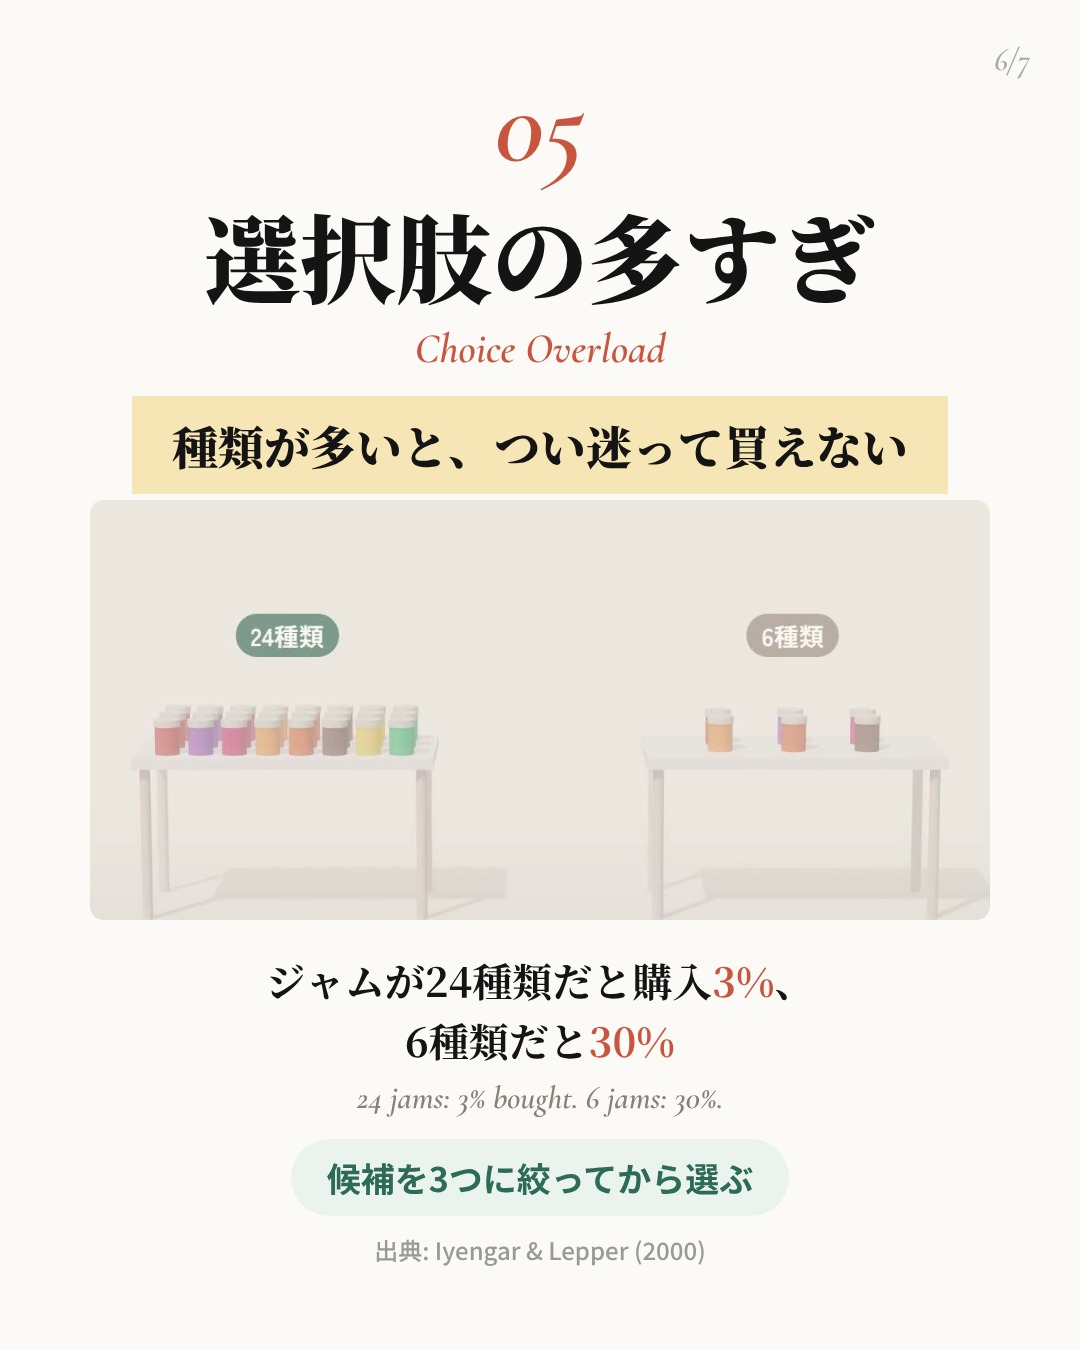 6/7
05
選択肢の多すぎ
Choice Overload
種類が多いと、つい迷って買えない
24種類
6種類
ジャムが24種類だと購入3%、
6種類だと30%
24 jams: 3% bought. 6 jams: 30%.
候補を3つに絞ってから選ぶ
出典: Iyengar & Lepper (2000)